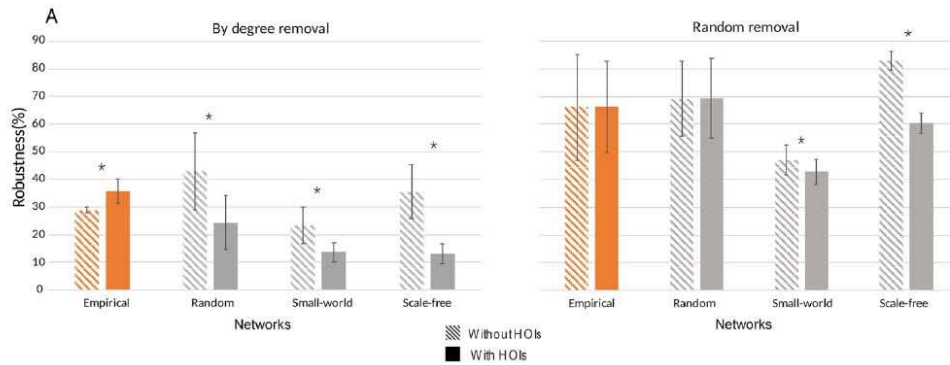 A
By degree removal
Random removal
Robustness(%)
90
80
70
60
50
40
30
20
10
0
*
*
*
*
*
*
Empirical
Random
Small-world
Scale-free
Empirical
Random
Small-world
Scale-free
Networks
Networks
Without HOIs
With HOIs